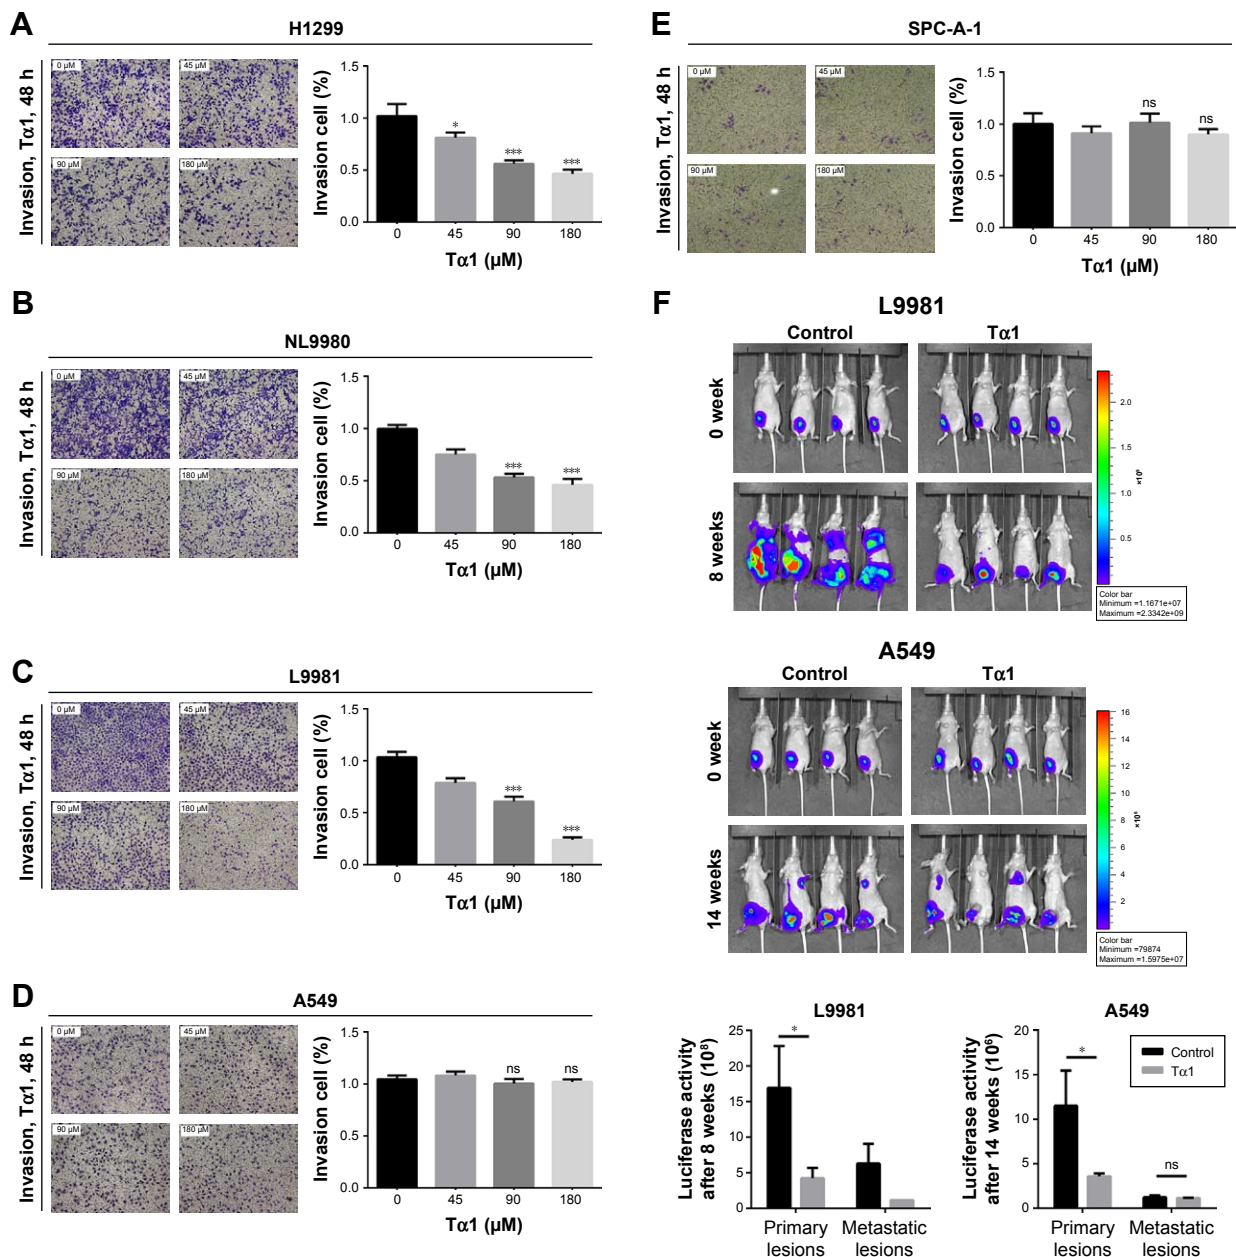 A
H1299
Invasion, Tα1, 48 h
0 µM
45 µM
90 µM
180 µM
Invasion cell (%)
1.5
1.0
0.5
0.0
*
***
***
0
45
90
180
Tα1 (µM)
B
NL9980
Invasion, Tα1, 48 h
0 µM
45 µM
90 µM
180 µM
Invasion cell (%)
1.5
1.0
0.5
0.0
***
***
0
45
90
180
Tα1 (µM)
C
L9981
Invasion, Tα1, 48 h
0 µM
45 µM
90 µM
180 µM
Invasion cell (%)
1.5
1.0
0.5
0.0
***
***
0
45
90
180
Tα1 (µM)
D
A549
Invasion, Tα1, 48 h
0 µM
45 µM
90 µM
180 µM
Invasion cell (%)
1.5
1.0
0.5
0.0
ns
ns
0
45
90
180
Tα1 (µM)
E
SPC-A-1
Invasion, Tα1, 48 h
0 µM
45 µM
90 µM
180 µM
Invasion cell (%)
1.5
1.0
0.5
0.0
ns
ns
0
45
90
180
Tα1 (µM)
F
L9981
Control
Tα1
0 week
8 weeks
2.0
1.5
1.0
0.5
Color bar
Minimum =1.1671e+07
Maximum =2.3342e+09
A549
Control
Tα1
0 week
14 weeks
16
14
12
10
8
6
4
2
Color bar
Minimum =79874
Maximum =1.5975e+07
L9981
Luciferase activity
after 8 weeks (10⁸)
25
20
15
10
5
0
*
Primary
lesions
Metastatic
lesions
A549
Luciferase activity
after 14 weeks (10⁶)
20
15
10
5
0
*
ns
Control
Tα1
Primary
lesions
Metastatic
lesions